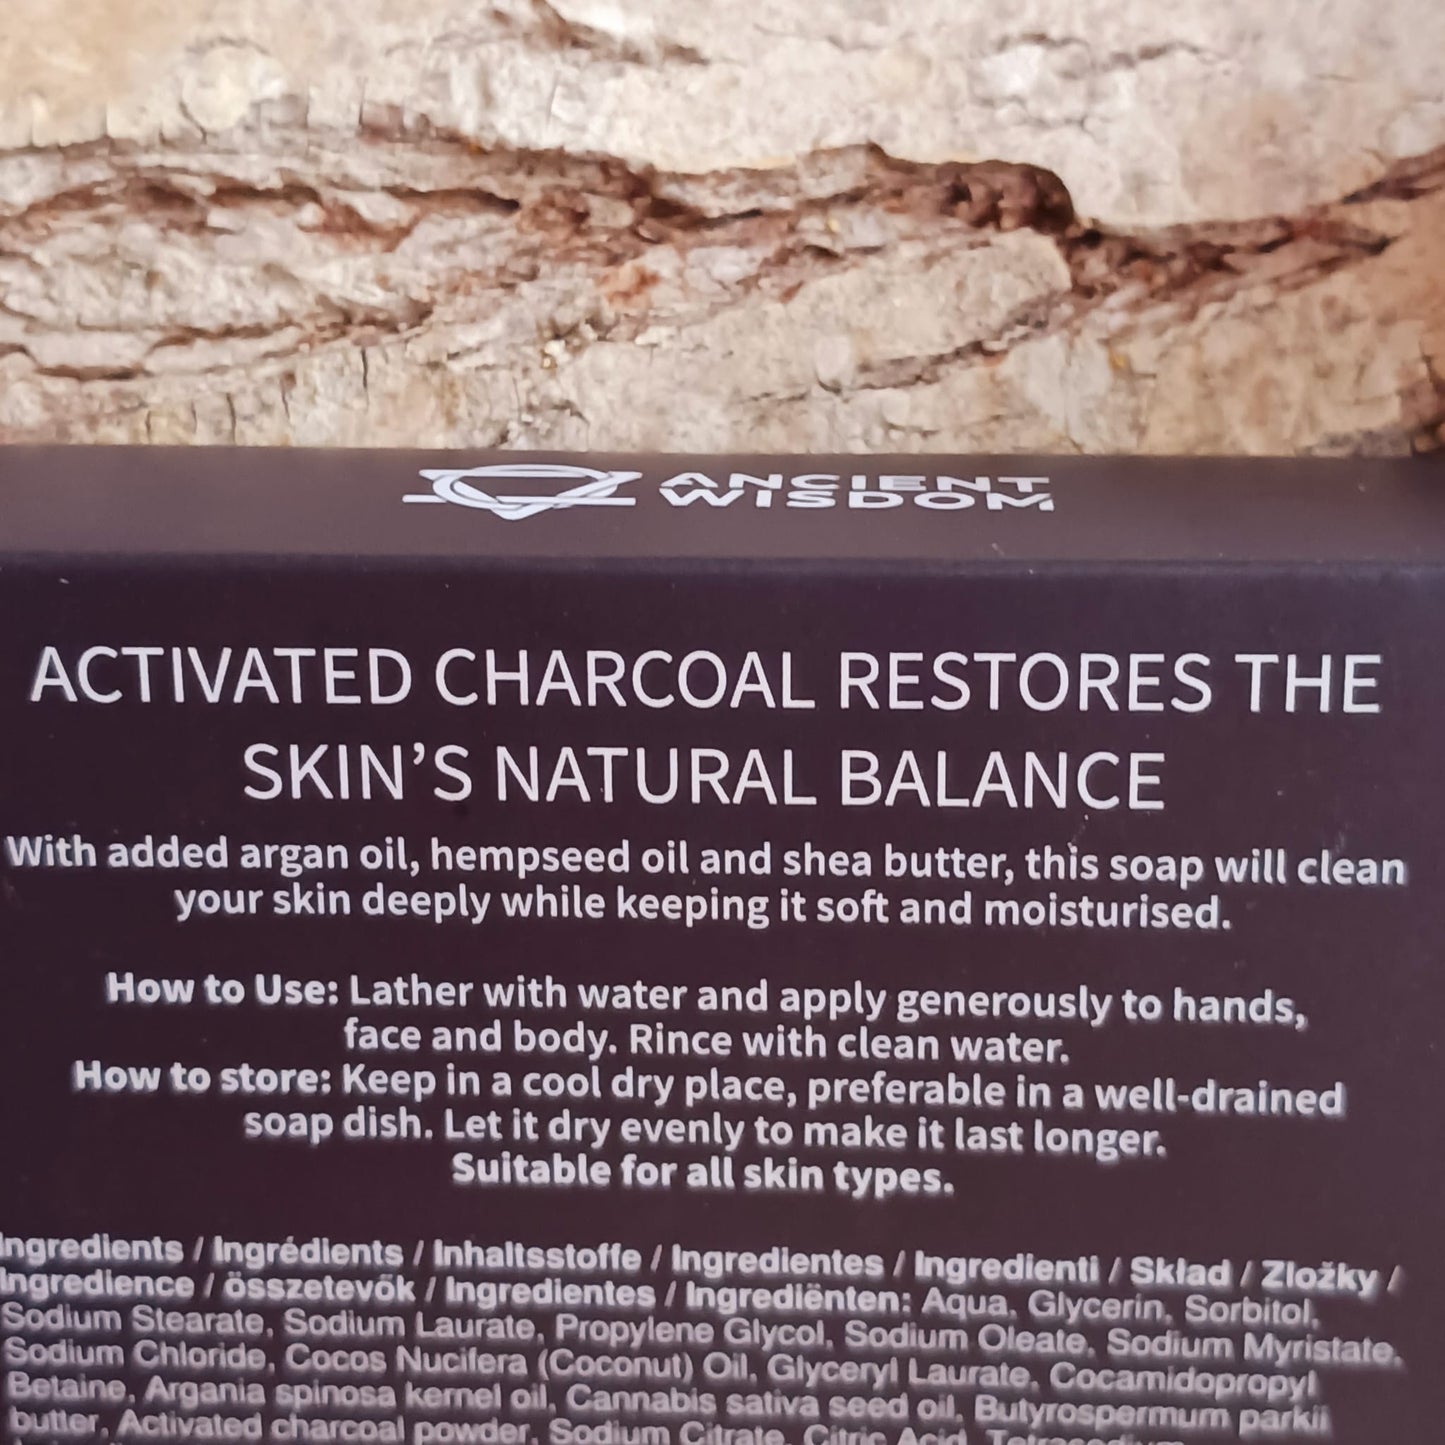 ANCIENT
WISDOM
ACTIVATED CHARCOAL RESTORES THE
SKIN’S NATURAL BALANCE
With added argan oil, hempseed oil and shea butter, this soap will clean
your skin deeply while keeping it soft and moisturised.
How to Use: Lather with water and apply generously to hands,
face and body. Rince with clean water.
How to store: Keep in a cool dry place, preferable in a well-drained
soap dish. Let it dry evenly to make it last longer.
Suitable for all skin types.
Ingredients / Ingrédients / Inhaltsstoffe / Ingredientes / Ingredienti / Skład / Zložky /
Ingredience / összetevők / Ingredientes / Ingrediënten: Aqua, Glycerin, Sorbitol,
Sodium Stearate, Sodium Laurate, Propylene Glycol, Sodium Oleate, Sodium Myristate,
Sodium Chloride, Cocos Nucifera (Coconut) Oil, Glyceryl Laurate, Cocamidopropyl
Betaine, Argania spinosa kernel oil, Cannabis sativa seed oil, Butyrospermum parkii
butter, Activated charcoal powder, Sodium Citrate, Citric Acid,